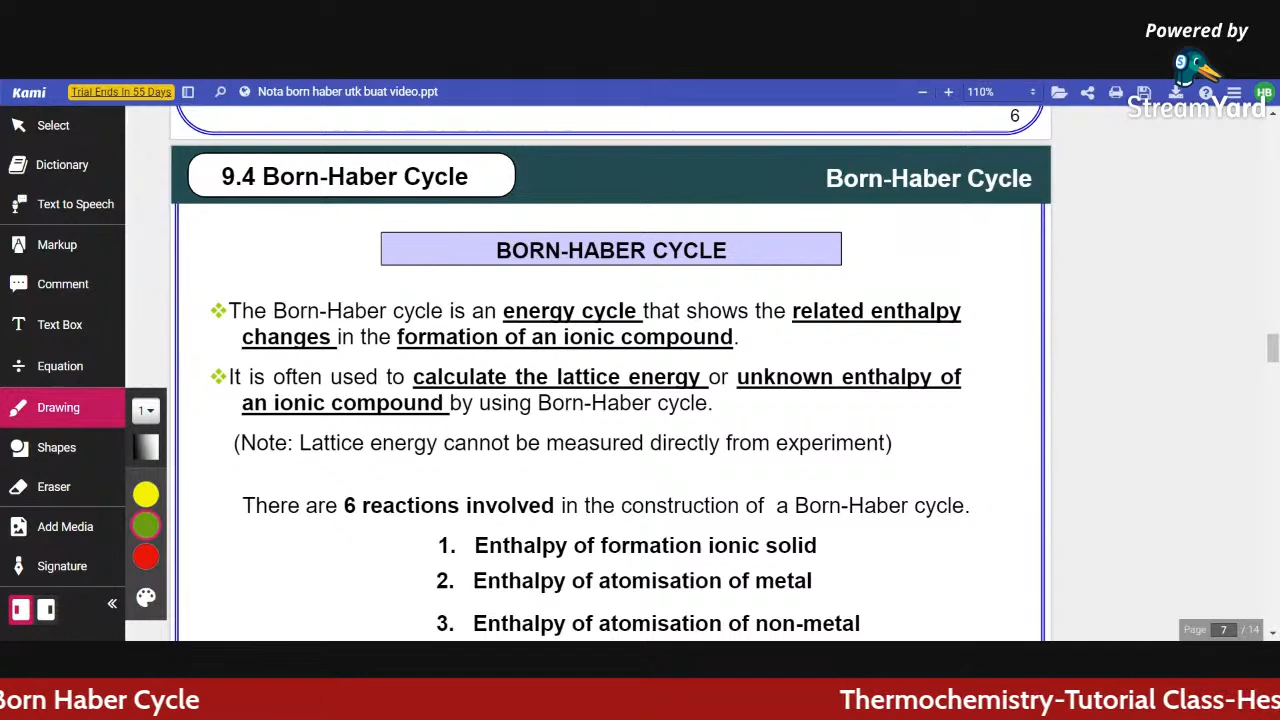 Powered by
StreamYard
Kami
Trial Ends In 55 Days
Nota born haber utk buat video.ppt
110%
HB
Select
Dictionary
Text to Speech
Markup
Comment
Text Box
Equation
Drawing
Shapes
Eraser
Add Media
Signature
1
6
9.4 Born-Haber Cycle
Born-Haber Cycle
BORN-HABER CYCLE
The Born-Haber cycle is an energy cycle that shows the related enthalpy
changes in the formation of an ionic compound.
It is often used to calculate the lattice energy or unknown enthalpy of
an ionic compound by using Born-Haber cycle.
(Note: Lattice energy cannot be measured directly from experiment)
There are 6 reactions involved in the construction of a Born-Haber cycle.
1. Enthalpy of formation ionic solid
2. Enthalpy of atomisation of metal
3. Enthalpy of atomisation of non-metal
Page 7 / 14
Born Haber Cycle
Thermochemistry-Tutorial Class-Hes